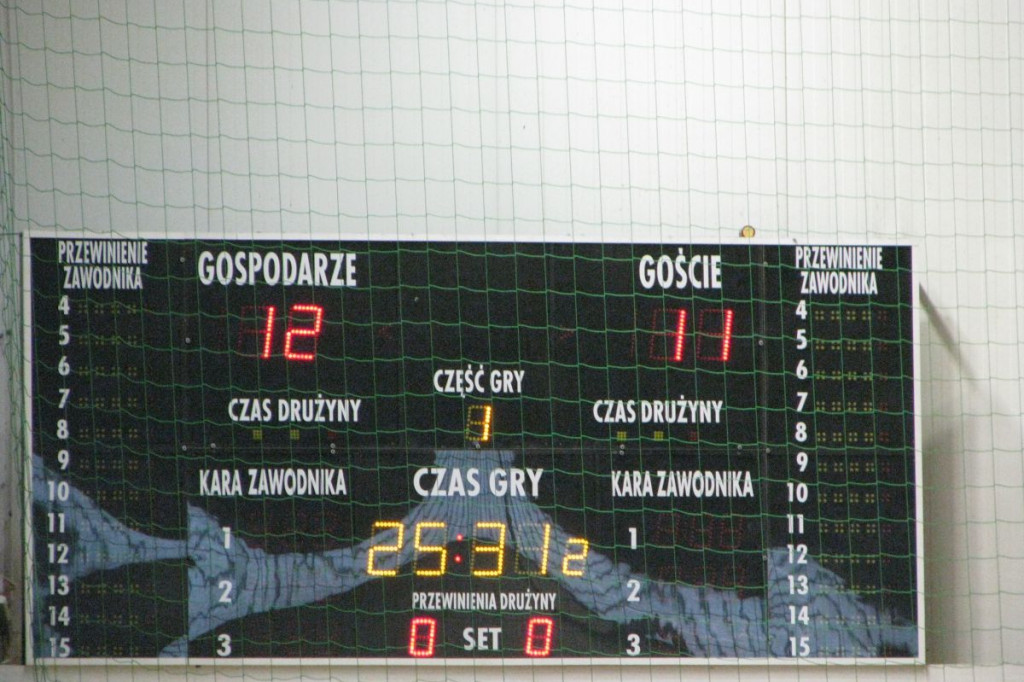 PRZEWINIENIE
ZAWODNIKA
GOSPODARZE
GOŚCIE
PRZEWINIENIE
ZAWODNIKA
12
11
CZĘŚĆ GRY
1
CZAS DRUŻYNY
CZAS DRUŻYNY
KARA ZAWODNIKA
CZAS GRY
KARA ZAWODNIKA
25:31 2
1
2
3
1
2
3
PRZEWINIENIA DRUŻYNY
0 SET 0
4
5
6
7
8
9
10
11
12
13
14
15
4
5
6
7
8
9
10
11
12
13
14
15